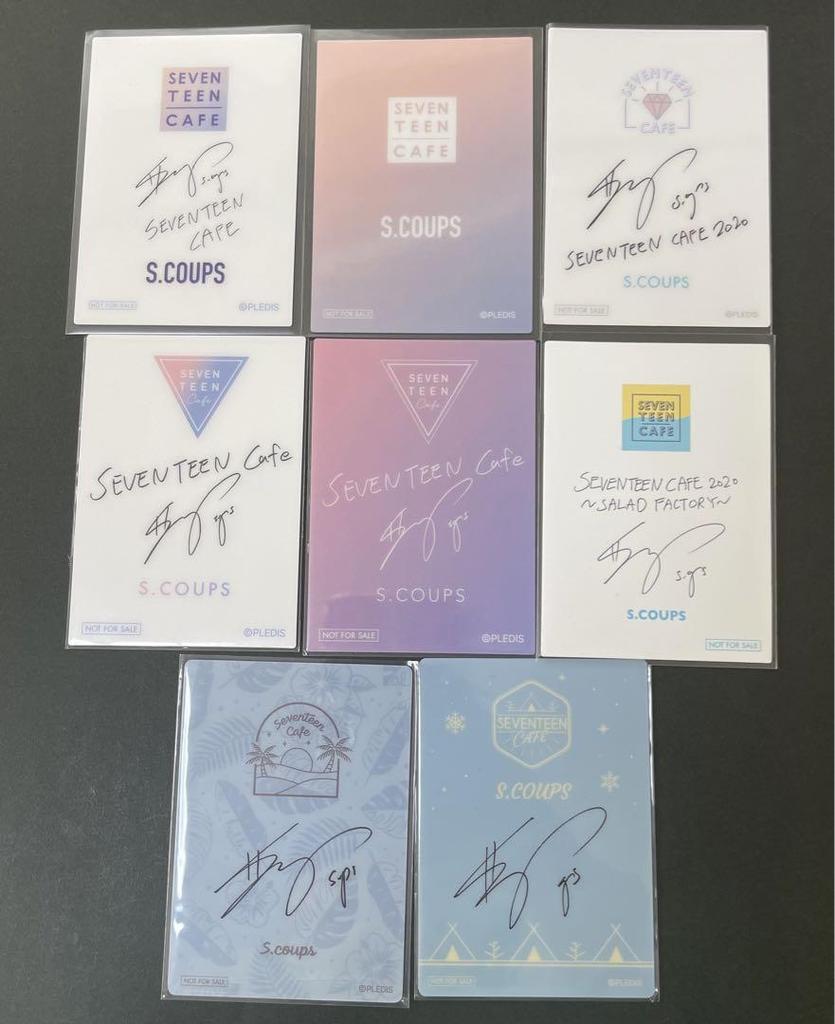 SEVEN
TEEN
CAFE
s.cps
SEVENTEEN
CAFE
S.COUPS
NOT FOR SALE
©PLEDIS
SEVEN
TEEN
CAFE
S.COUPS
NOT FOR SALE
©PLEDIS
SEVENTEEN
CAFE
SEVENTEEN CAFE 2020
S.COUPS
NOT FOR SALE
©PLEDIS
SEVEN
TEEN
Cafe
SEVENTEEN Cafe
S.COUPS
NOT FOR SALE
©PLEDIS
SEVEN
TEEN
Cafe
SEVENTEEN Cafe
S.COUPS
NOT FOR SALE
©PLEDIS
SEVEN
TEEN
CAFE
SEVENTEEN CAFE 2020
~SALAD FACTORY~
S.COUPS
NOT FOR SALE
Seventeen
Cafe
S.coups
NOT FOR SALE
©PLEDIS
SEVENTEEN
CAFE
S.COUPS
NOT FOR SALE
©PLEDIS